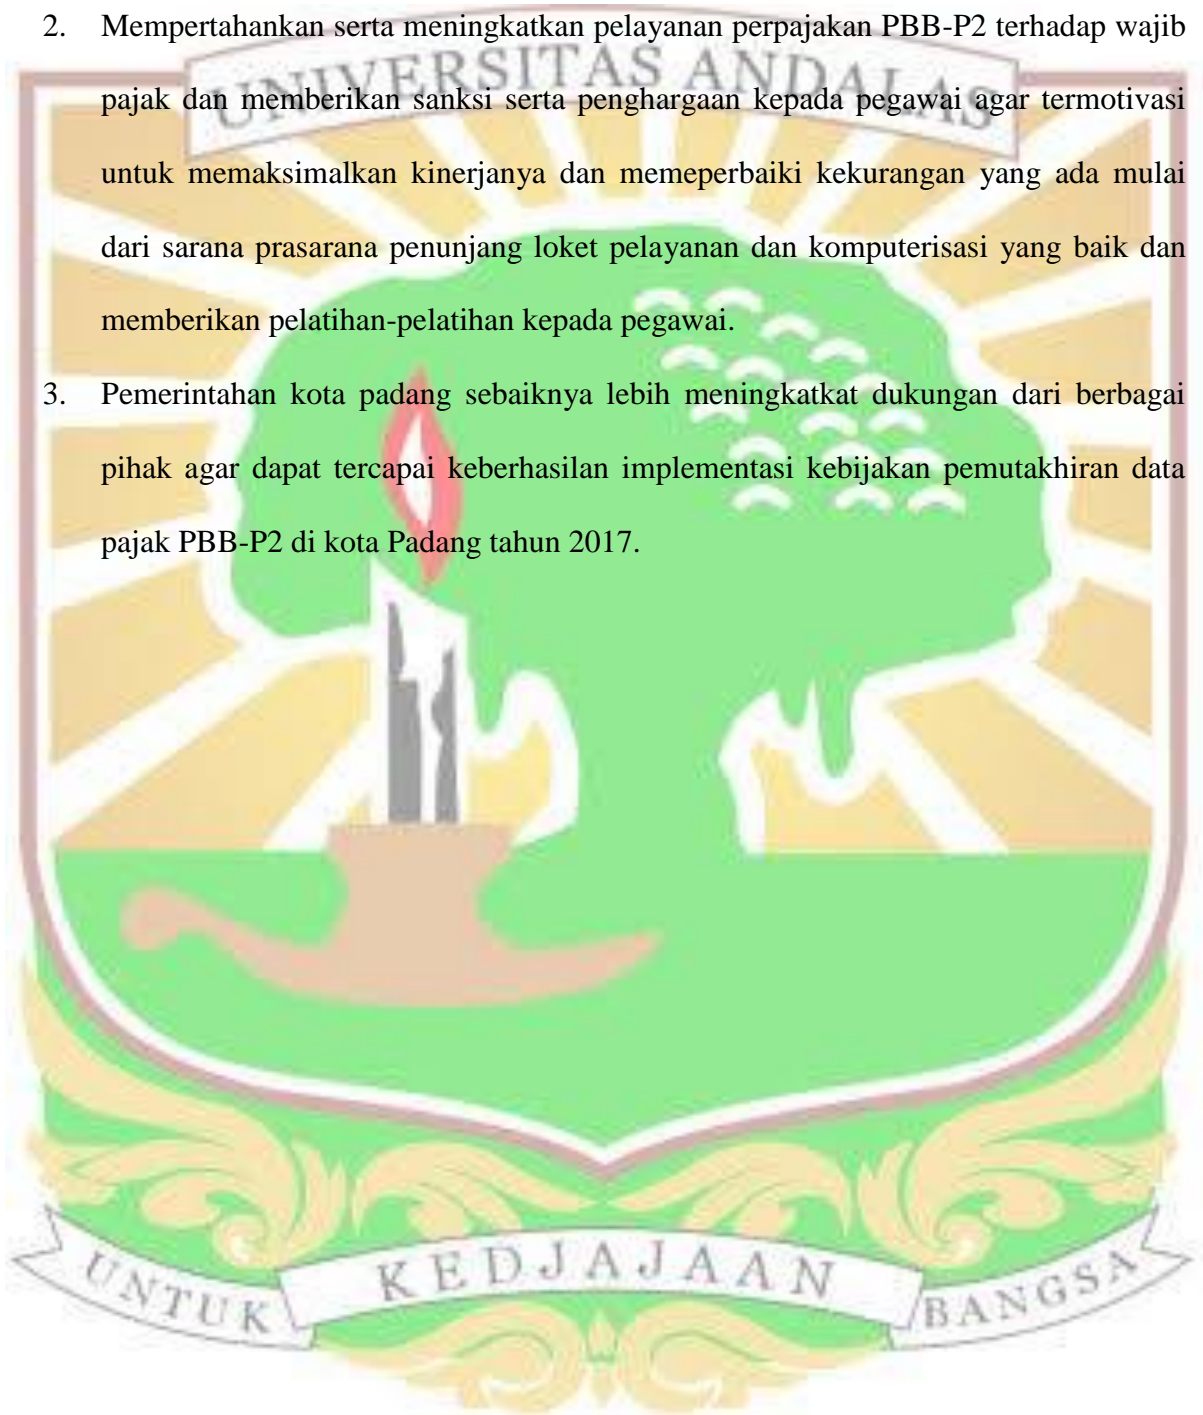 2. Mempertahankan serta meningkatkan pelayanan perpajakan PBB-P2 terhadap wajib
UNIVERSITAS ANDALAS
pajak dan memberikan sanksi serta penghargaan kepada pegawai agar termotivasi
untuk memaksimalkan kinerjanya dan memeperbaiki kekurangan yang ada mulai
dari sarana prasarana penunjang loket pelayanan dan komputerisasi yang baik dan
memberikan pelatihan-pelatihan kepada pegawai.
3. Pemerintahan kota padang sebaiknya lebih meningkatkat dukungan dari berbagai
pihak agar dapat tercapai keberhasilan implementasi kebijakan pemutakhiran data
pajak PBB-P2 di kota Padang tahun 2017.
UNTUK KEDJAJAAN BANGSA